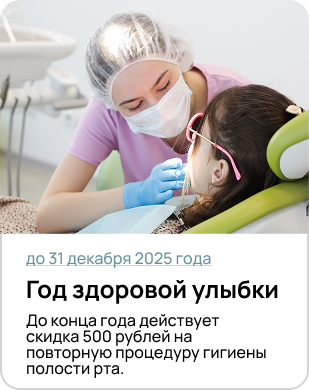 до 31 декабря 2025 года
Год здоровой улыбки
До конца года действует
скидка 500 рублей на
повторную процедуру гигиены
полости рта.